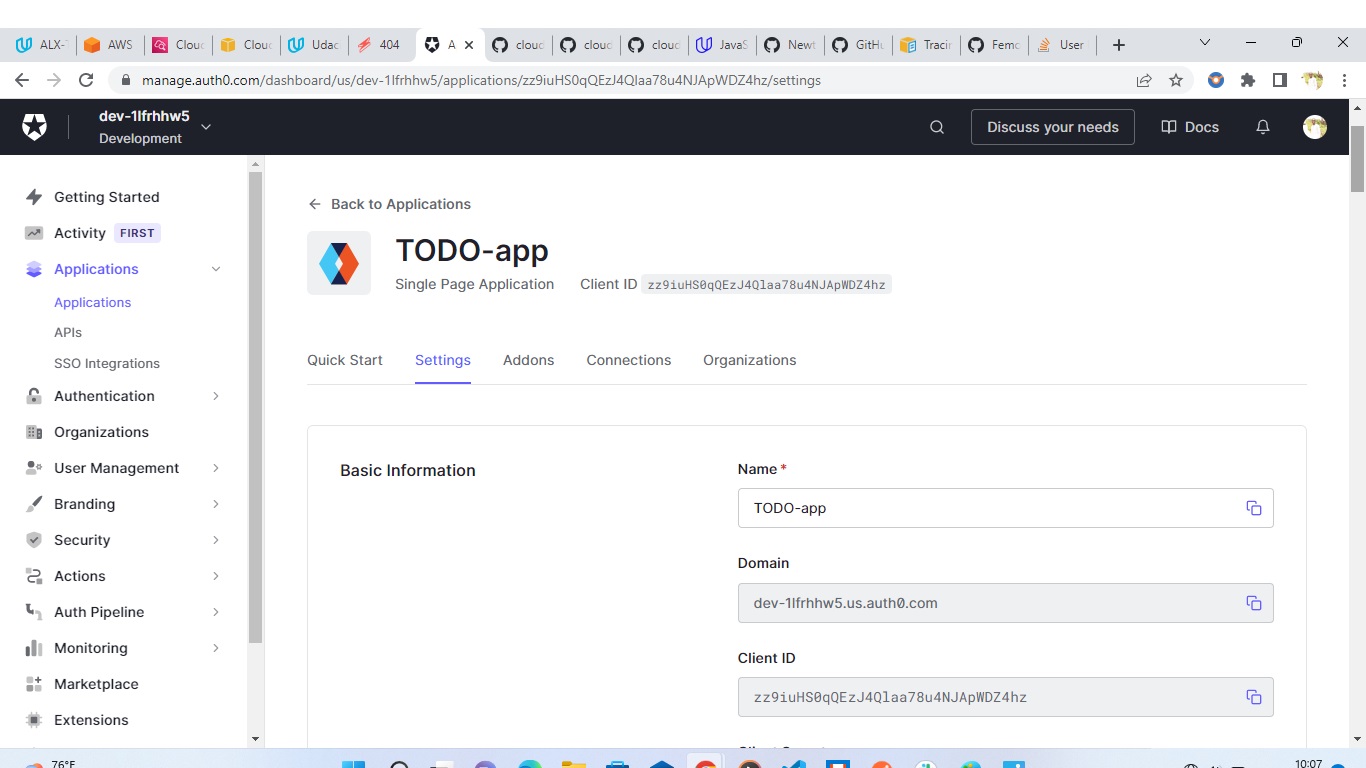 ALX-
AWS
Clou
Clou
Udac
404
A
cloud
cloud
cloud
JavaS
Newt
GitHu
Tracin
Femc
User
manage.auth0.com/dashboard/us/dev-1lfrhhw5/applications/zz9iuHS0qQEzJ4Qlaa78u4NJApWDZ4hz/settings
dev-1lfrhhw5
Development
Discuss your needs
Docs
Getting Started
Activity FIRST
Applications
Applications
APIs
SSO Integrations
Authentication
Organizations
User Management
Branding
Security
Actions
Auth Pipeline
Monitoring
Marketplace
Extensions
Back to Applications
TODO-app
Single Page Application
Client ID zz9iuHS0qQEzJ4Qlaa78u4NJApWDZ4hz
Quick Start
Settings
Addons
Connections
Organizations
Basic Information
Name *
TODO-app
Domain
dev-1lfrhhw5.us.auth0.com
Client ID
zz9iuHS0qQEzJ4Qlaa78u4NJApWDZ4hz
76°F
10:07